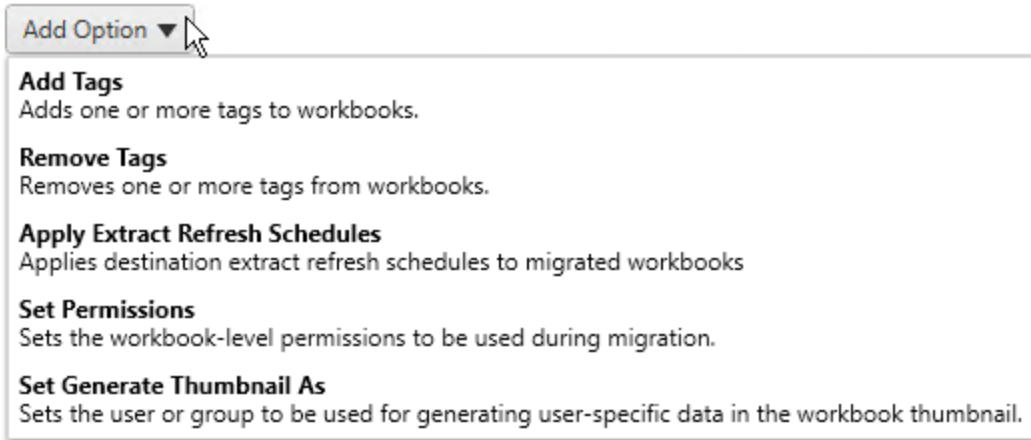 Add Option
Add Tags
Adds one or more tags to workbooks.
Remove Tags
Removes one or more tags from workbooks.
Apply Extract Refresh Schedules
Applies destination extract refresh schedules to migrated workbooks
Set Permissions
Sets the workbook-level permissions to be used during migration.
Set Generate Thumbnail As
Sets the user or group to be used for generating user-specific data in the workbook thumbnail.